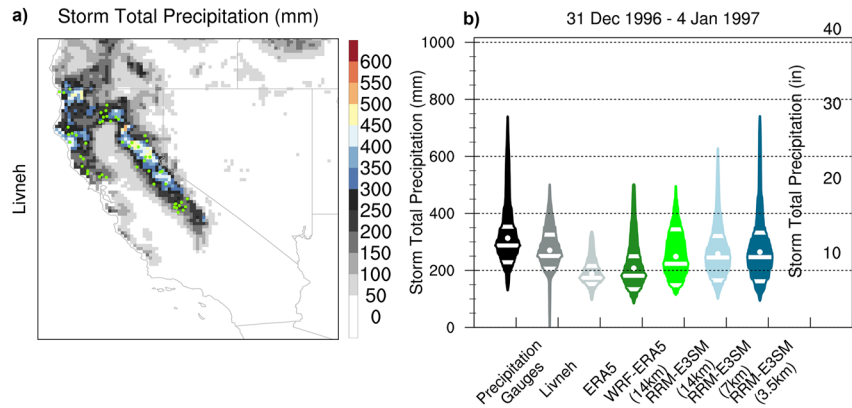 a)
Storm Total Precipitation (mm)
Livneh
600
550
500
450
400
350
300
250
200
150
100
50
0
b)
31 Dec 1996 - 4 Jan 1997
Storm Total Precipitation (mm)
1000
800
600
400
200
0
Storm Total Precipitation (in)
40
30
20
10
Precipitation
Gauges
Livneh
ERA5
WRF-ERA5
(14km)
RRM-E3SM
(14km)
RRM-E3SM
(7km)
RRM-E3SM
(3.5km)